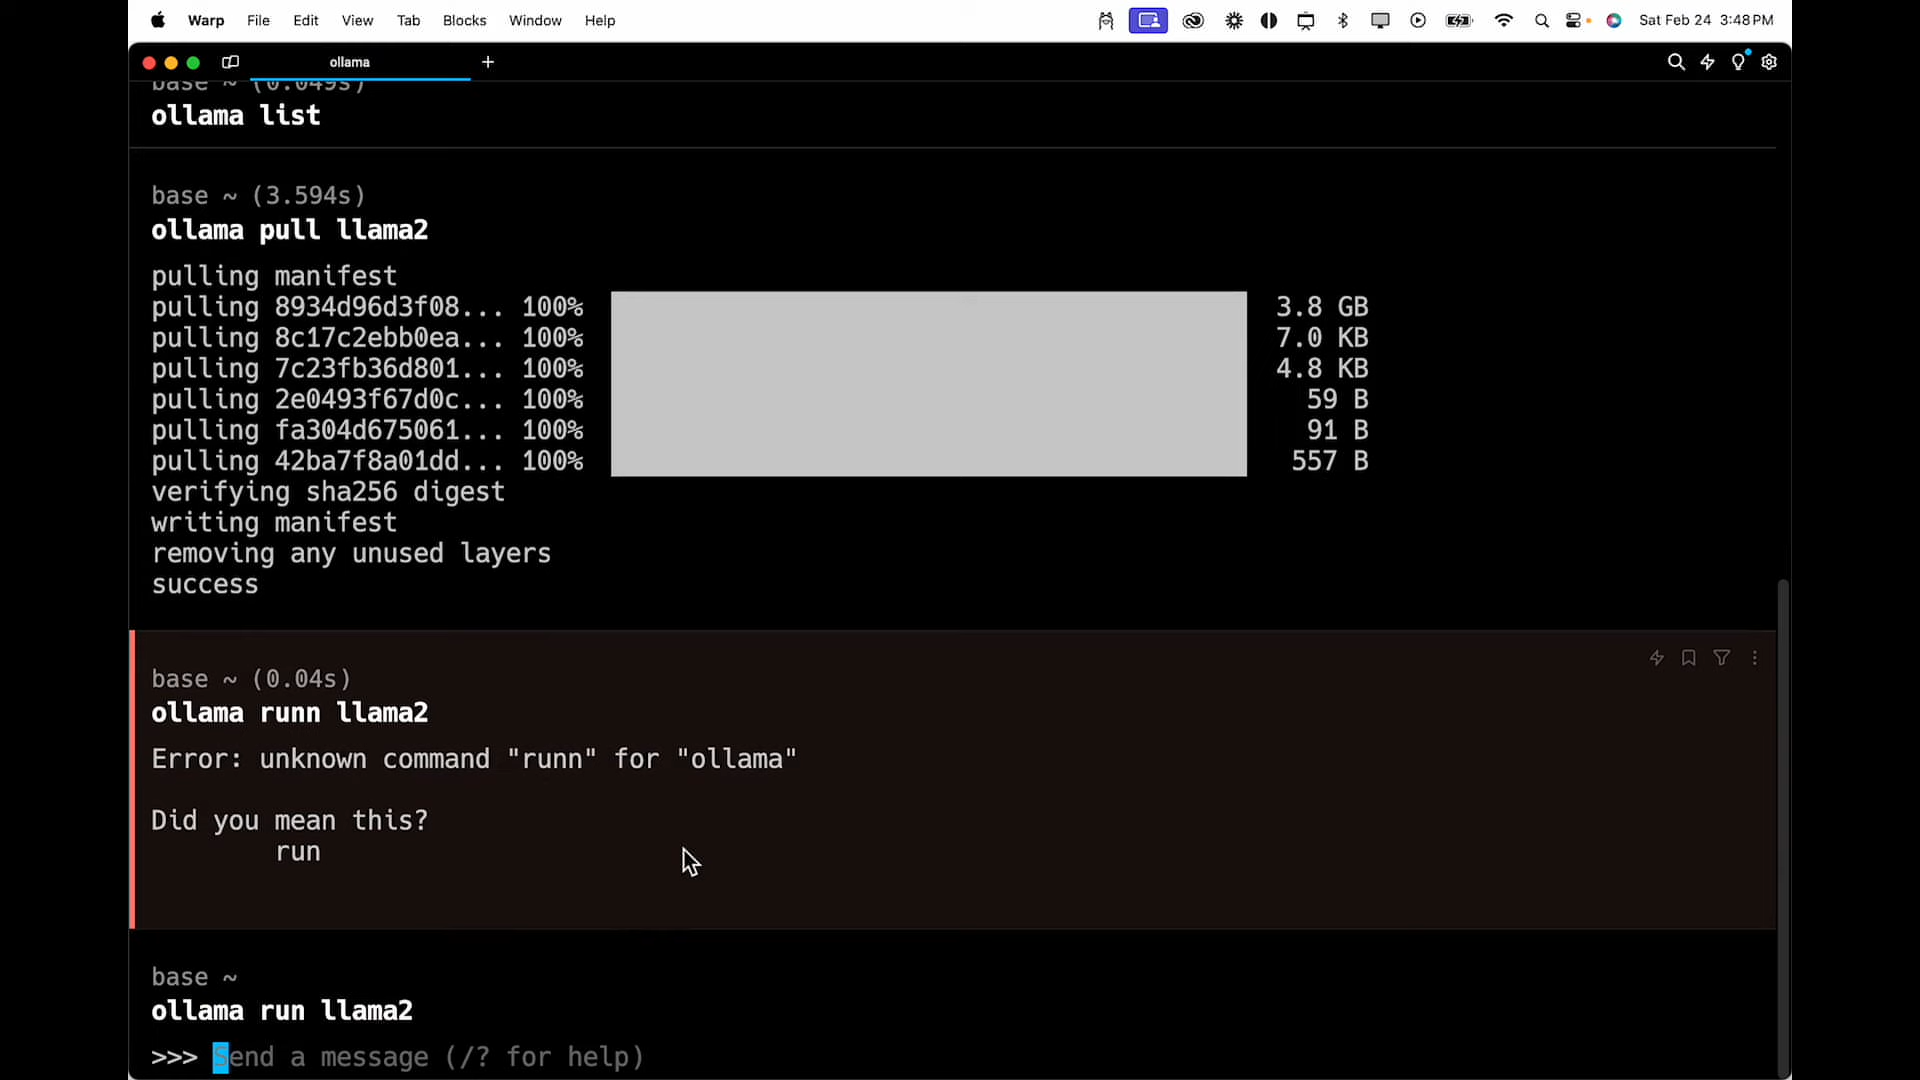 Warp File Edit View Tab Blocks Window Help Sat Feb 24 3:48 PM
ollama
base ~ (0.049s)
ollama list
base ~ (3.594s)
ollama pull llama2
pulling manifest
pulling 8934d96d3f08... 100% 3.8 GB
pulling 8c17c2ebb0ea... 100% 7.0 KB
pulling 7c23fb36d801... 100% 4.8 KB
pulling 2e0493f67d0c... 100% 59 B
pulling fa304d675061... 100% 91 B
pulling 42ba7f8a01dd... 100% 557 B
verifying sha256 digest
writing manifest
removing any unused layers
success
base ~ (0.04s)
ollama runn llama2
Error: unknown command "runn" for "ollama"
Did you mean this?
run
base ~
ollama run llama2
>>> Send a message (/? for help)